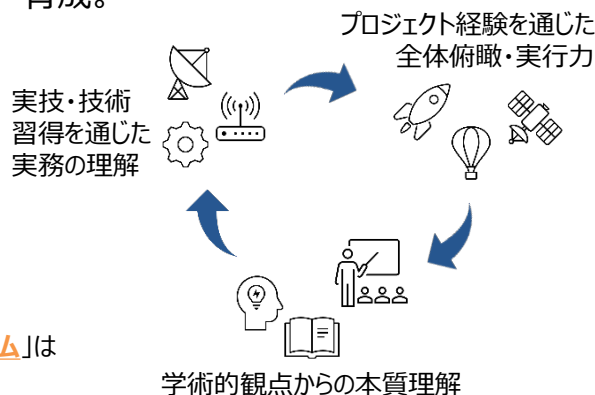 育成。
プロジェクト経験を通じた
全体俯瞰・実行力
実技・技術
習得を通じた
実務の理解
ム」は
学術的観点からの本質理解